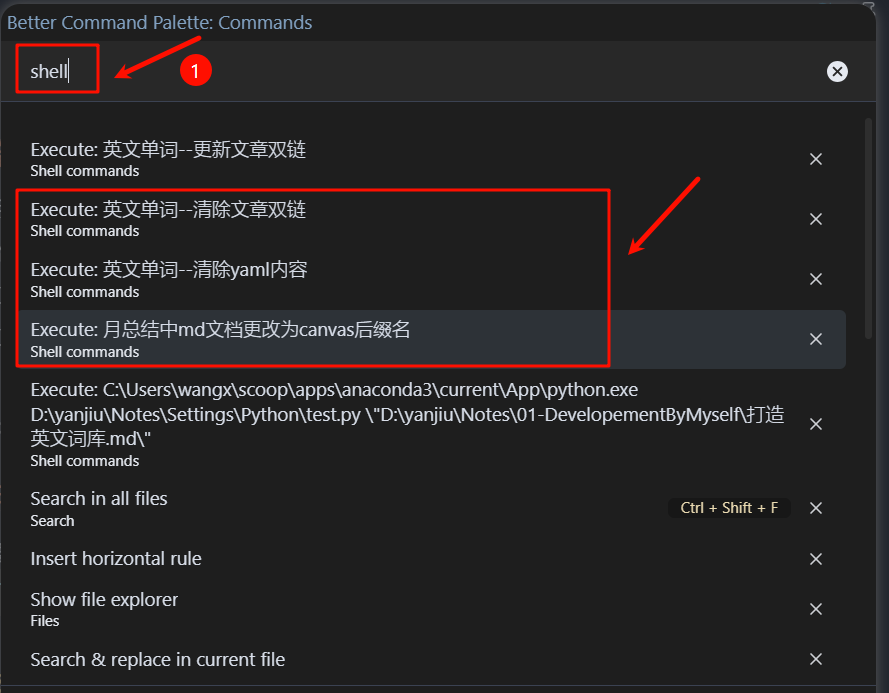 Better Command Palette: Commands
shell
1
Execute: 英文单词--更新文章双链
Shell commands
Execute: 英文单词--清除文章双链
Shell commands
Execute: 英文单词--清除yaml内容
Shell commands
Execute: 月总结中md文档更改为canvas后缀名
Shell commands
Execute: C:\Users\wangx\scoop\apps\anaconda3\current\App\python.exe
D:\yanjiu\Notes\Settings\Python\test.py \"D:\yanjiu\Notes\01-DevelopementByMyself\打造
英文词库.md\"
Shell commands
Search in all files
Ctrl + Shift + F
Search
Insert horizontal rule
Show file explorer
Files
Search & replace in current file